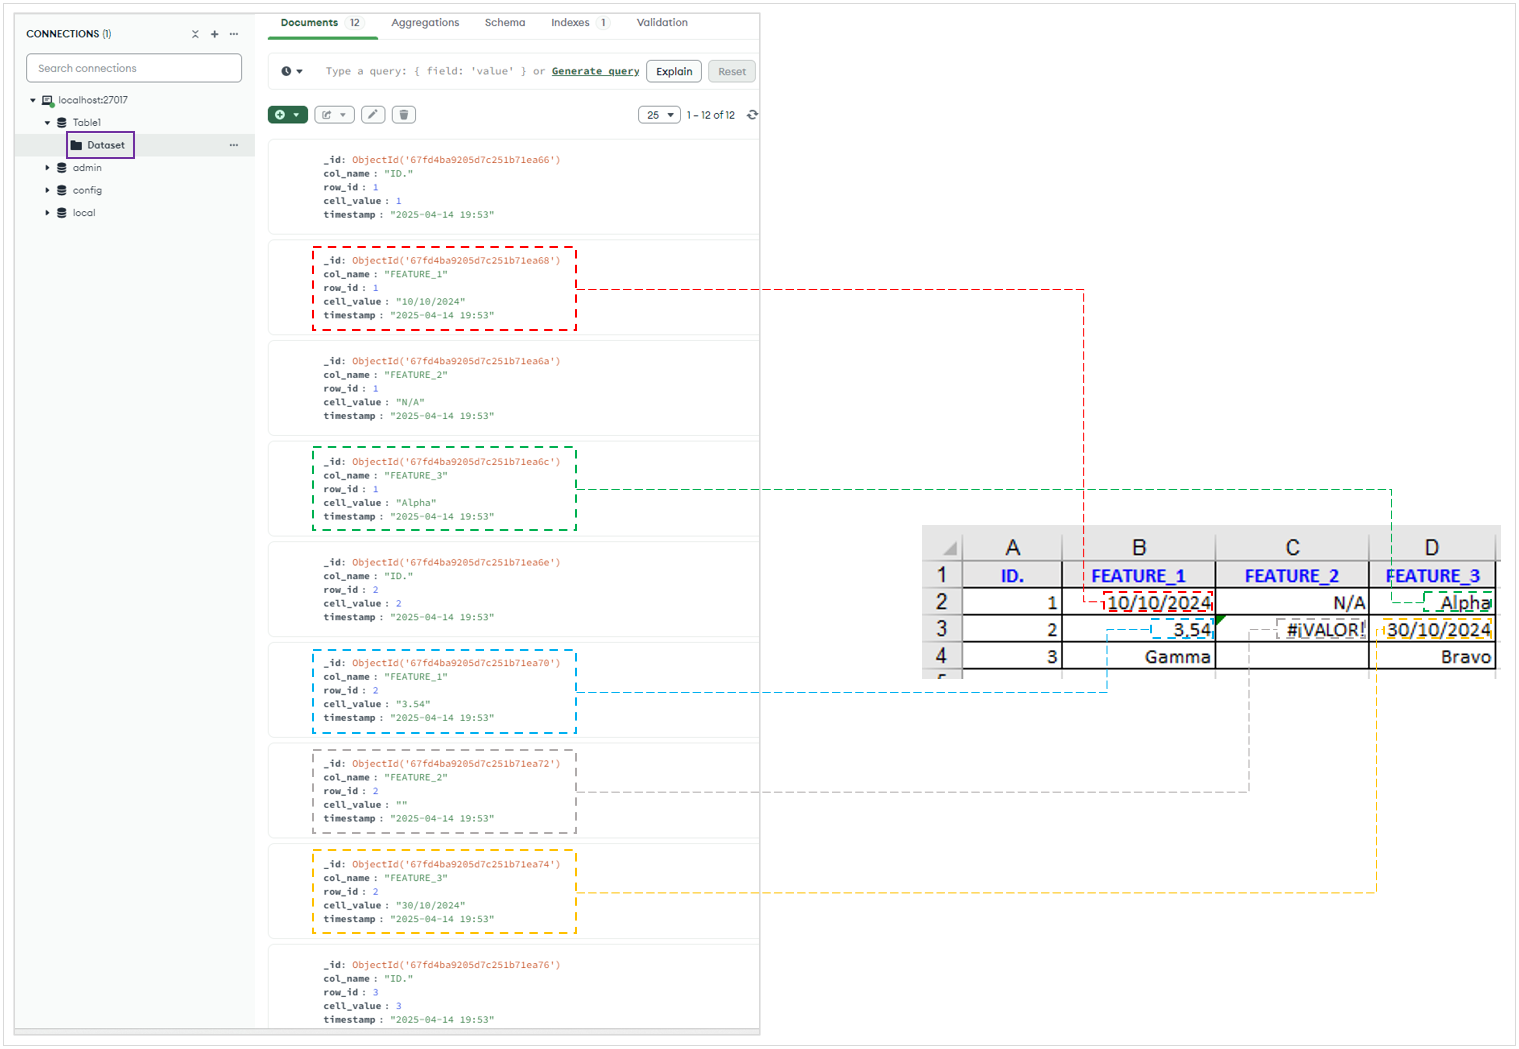 CONNECTIONS (1)
Search connections
localhost:27017
Table1
Dataset
admin
config
local
Documents 12 Aggregations Schema Indexes 1 Validation
Type a query: { field: 'value' } or Generate query Explain Reset
25 1 – 12 of 12
_id: ObjectId('67fd4ba9205d7c251b71ea66')
col_name : "ID."
row_id : 1
cell_value : 1
timestamp : "2025-04-14 19:53"
_id: ObjectId('67fd4ba9205d7c251b71ea68')
col_name : "FEATURE_1"
row_id : 1
cell_value : "10/10/2024"
timestamp : "2025-04-14 19:53"
_id: ObjectId('67fd4ba9205d7c251b71ea6a')
col_name : "FEATURE_2"
row_id : 1
cell_value : "N/A"
timestamp : "2025-04-14 19:53"
_id: ObjectId('67fd4ba9205d7c251b71ea6c')
col_name : "FEATURE_3"
row_id : 1
cell_value : "Alpha"
timestamp : "2025-04-14 19:53"
_id: ObjectId('67fd4ba9205d7c251b71ea6e')
col_name : "ID."
row_id : 2
cell_value : 2
timestamp : "2025-04-14 19:53"
_id: ObjectId('67fd4ba9205d7c251b71ea70')
col_name : "FEATURE_1"
row_id : 2
cell_value : "3.54"
timestamp : "2025-04-14 19:53"
_id: ObjectId('67fd4ba9205d7c251b71ea72')
col_name : "FEATURE_2"
row_id : 2
cell_value : ""
timestamp : "2025-04-14 19:53"
_id: ObjectId('67fd4ba9205d7c251b71ea74')
col_name : "FEATURE_3"
row_id : 2
cell_value : "30/10/2024"
timestamp : "2025-04-14 19:53"
_id: ObjectId('67fd4ba9205d7c251b71ea76')
col_name : "ID."
row_id : 3
cell_value : 3
timestamp : "2025-04-14 19:53"
A B C D
1 ID. FEATURE_1 FEATURE_2 FEATURE_3
2 1 10/10/2024 N/A Alpha
3 2 3,54 #¡VALOR! 30/10/2024
4 3 Gamma Bravo